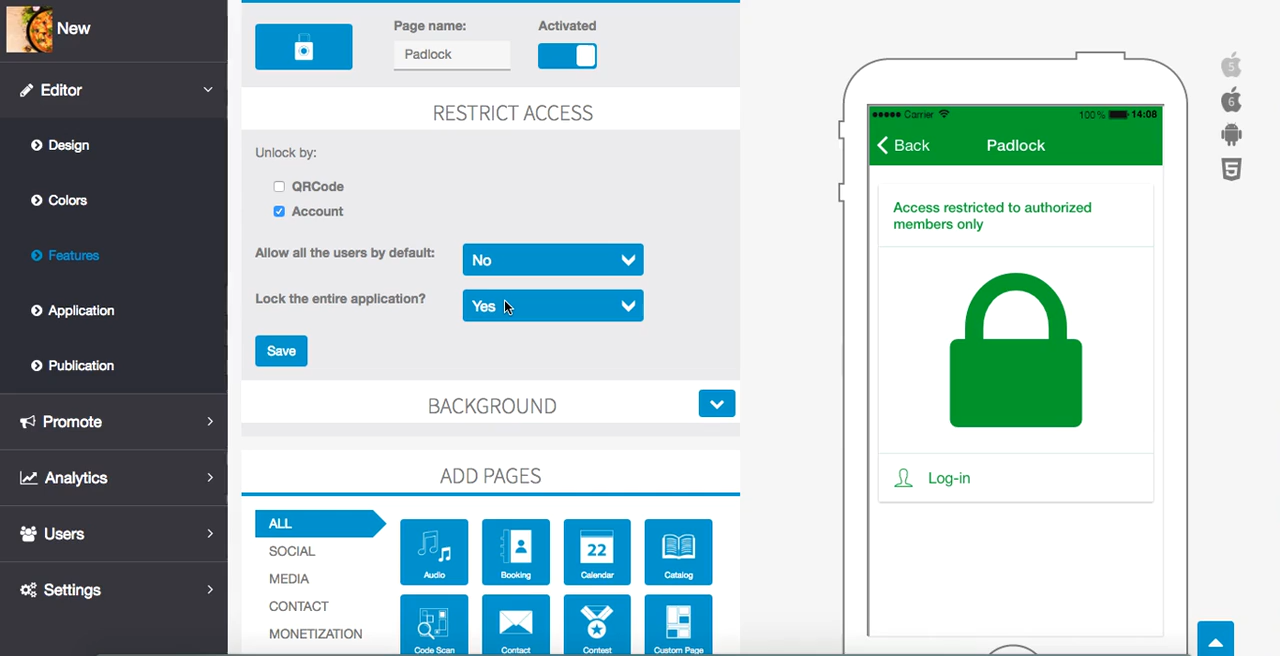 New
Editor
Design
Colors
Features
Application
Publication
Promote
Analytics
Users
Settings
Page name:
Padlock
Activated
RESTRICT ACCESS
Unlock by:
QRCode
Account
Allow all the users by default:
No
Lock the entire application?
Yes
Save
BACKGROUND
ADD PAGES
ALL
SOCIAL
MEDIA
CONTACT
MONETIZATION
Audio
Booking
22
Calendar
Catalog
Code Scan
Contact
Contest
Custom Page
Carrier
100%
14:08
Back
Padlock
Access restricted to authorized
members only
Log-in
5
6
5